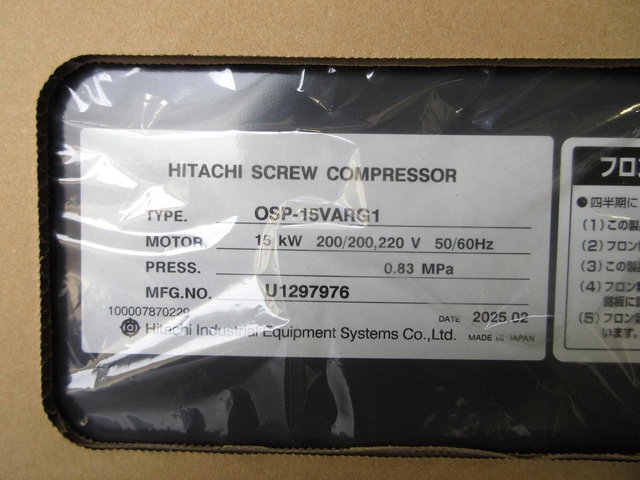 HITACHI SCREW COMPRESSOR
TYPE. OSP-15VARG1
MOTOR. 15 kW 200/200,220 V 50/60Hz
PRESS. 0.83 MPa
MFG.NO. U1297976
100007870229
DATE 2025.02
Hitachi Industrial Equipment Systems Co.,Ltd.
MADE IN JAPAN
フロン
●四半期に
(1)この製
(2)フロン
(3)この製
(4)フロン
銘板に
(5)フロン
います。